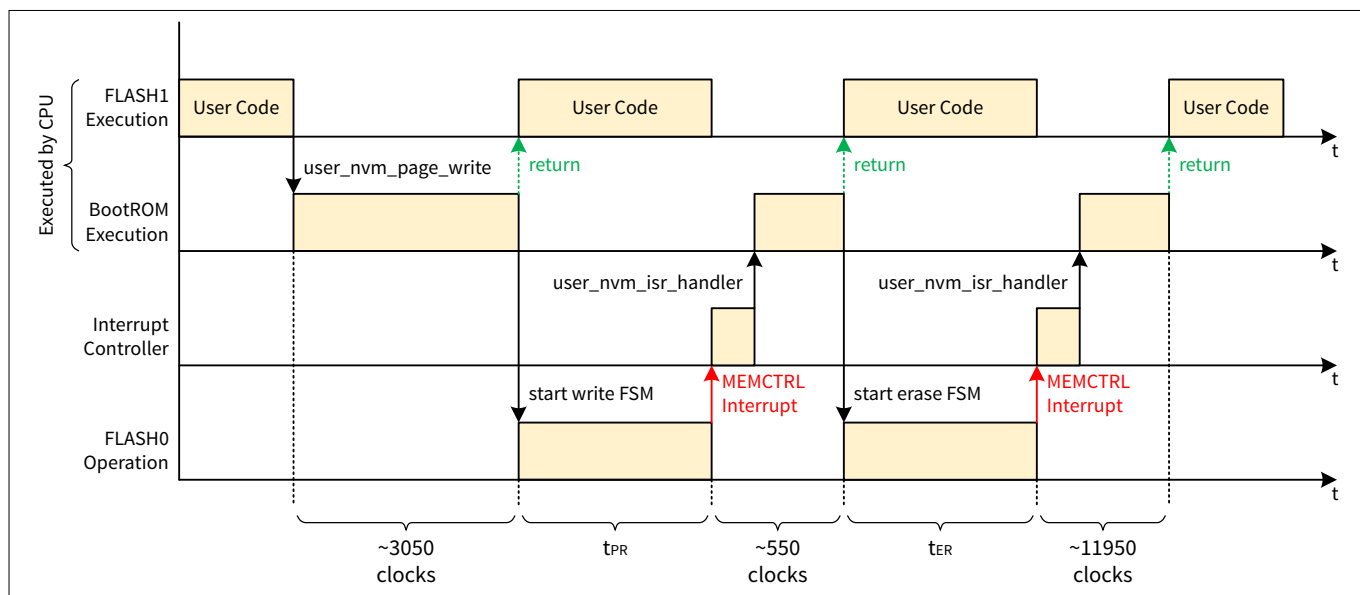 Executed by CPU
FLASH1
Execution
User Code
User Code
User Code
User Code
t
user_nvm_page_write
return
return
return
BootROM
Execution
t
user_nvm_isr_handler
user_nvm_isr_handler
Interrupt
Controller
t
start write FSM
MEMCTRL
Interrupt
start erase FSM
MEMCTRL
Interrupt
FLASH0
Operation
t
~3050
clocks
tPR
~550
clocks
tER
~11950
clocks